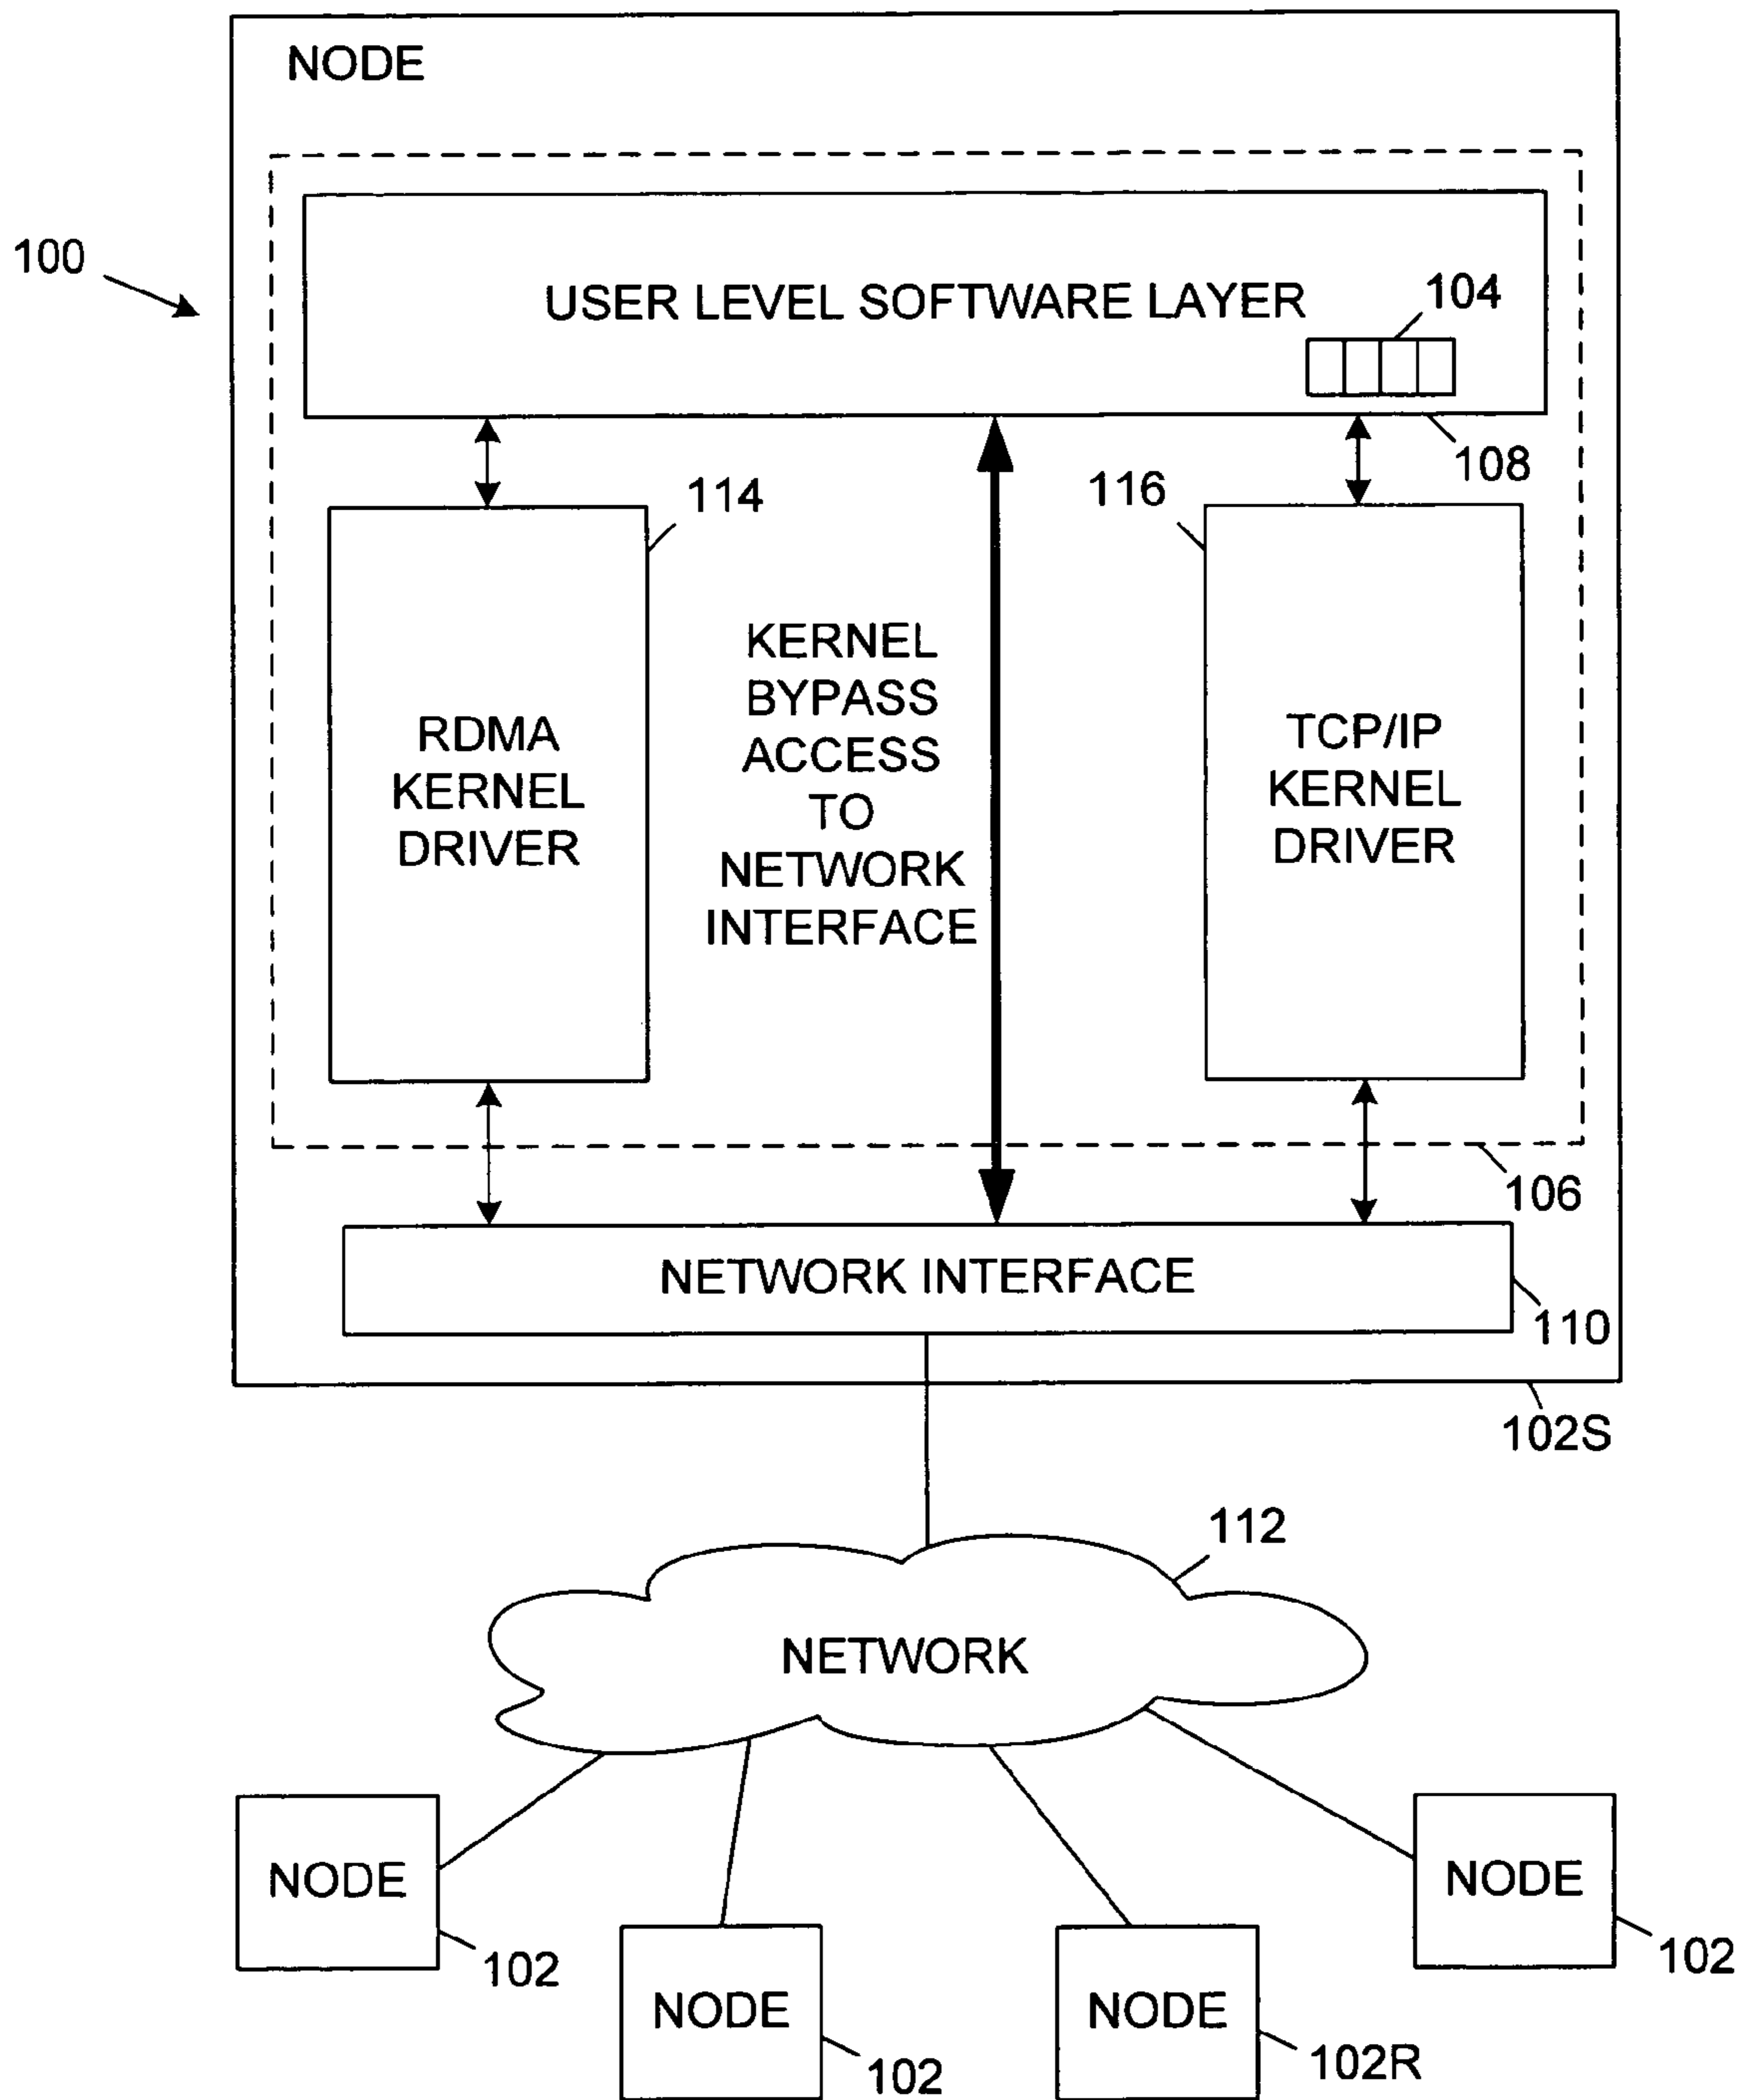 NODE
100
USER LEVEL SOFTWARE LAYER
104
108
114
116
RDMA
KERNEL
DRIVER
KERNEL
BYPASS
ACCESS
TO
NETWORK
INTERFACE
TCP/IP
KERNEL
DRIVER
106
NETWORK INTERFACE
110
102S
112
NETWORK
NODE
102
NODE
102
NODE
102R
NODE
102